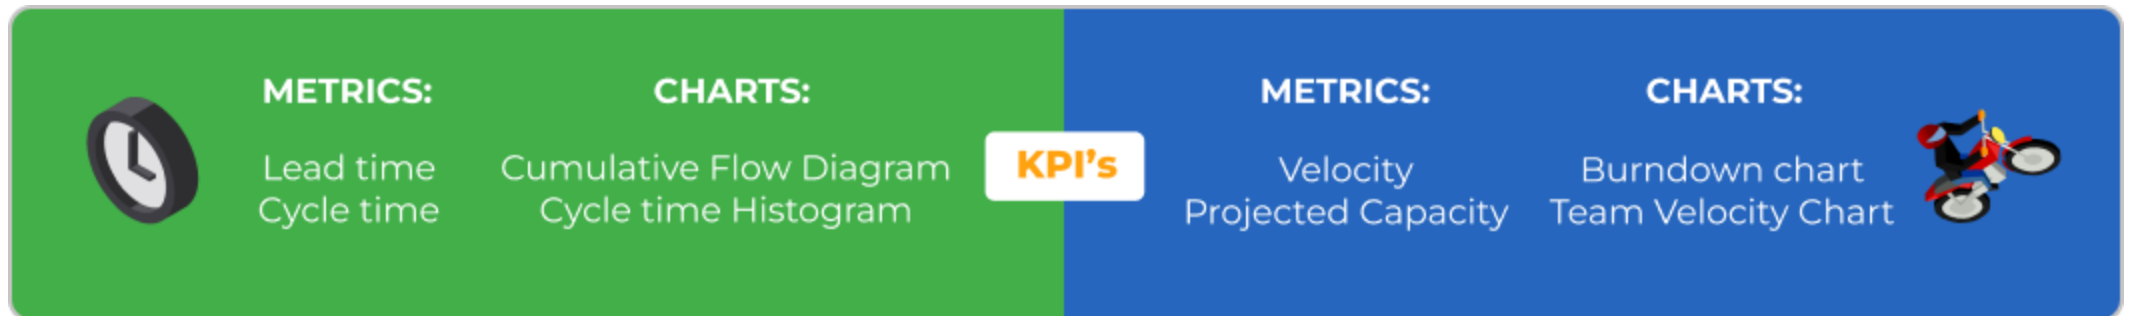 METRICS:
Lead time
Cycle time
CHARTS:
Cumulative Flow Diagram
Cycle time Histogram
KPI’s
METRICS:
Velocity
Projected Capacity
CHARTS:
Burndown chart
Team Velocity Chart